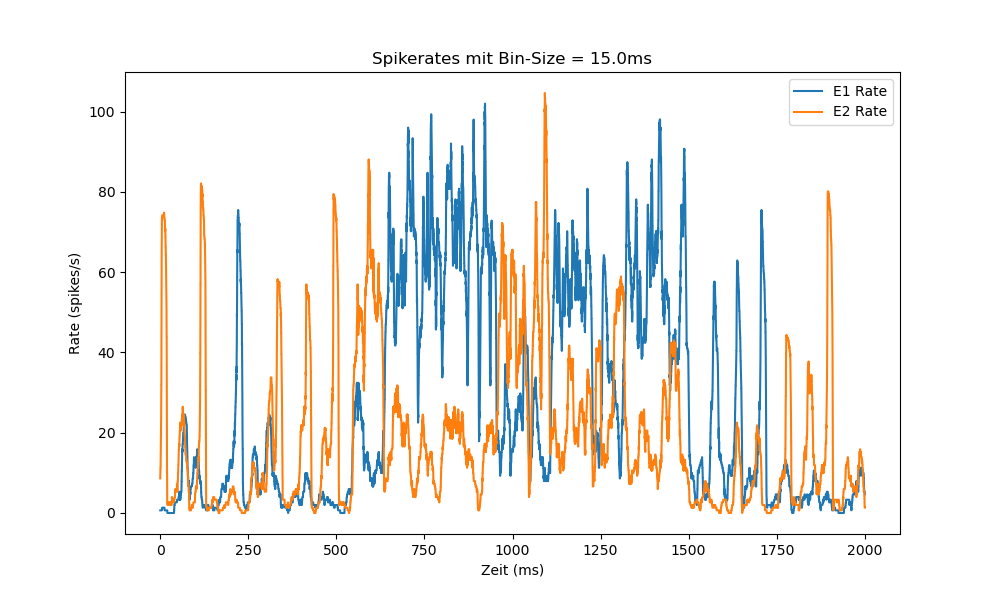 Spikerates mit Bin-Size = 15.0ms
E1 Rate
E2 Rate
Rate (spikes/s)
100
80
60
40
20
0
0 250 500 750 1000 1250 1500 1750 2000
Zeit (ms)